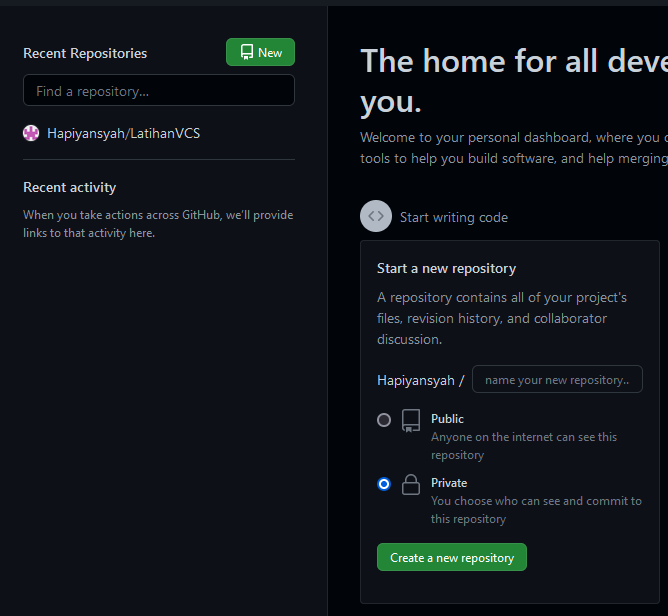 Recent Repositories
New
Find a repository...
Hapiyansyah/LatihanVCS
Recent activity
When you take actions across GitHub, we'll provide
links to that activity here.
The home for all deve
you.
Welcome to your personal dashboard, where you c
tools to help you build software, and help merging
Start writing code
Start a new repository
A repository contains all of your project's
files, revision history, and collaborator
discussion.
Hapiyansyah /
name your new repository..
Public
Anyone on the internet can see this
repository
Private
You choose who can see and commit to
this repository
Create a new repository